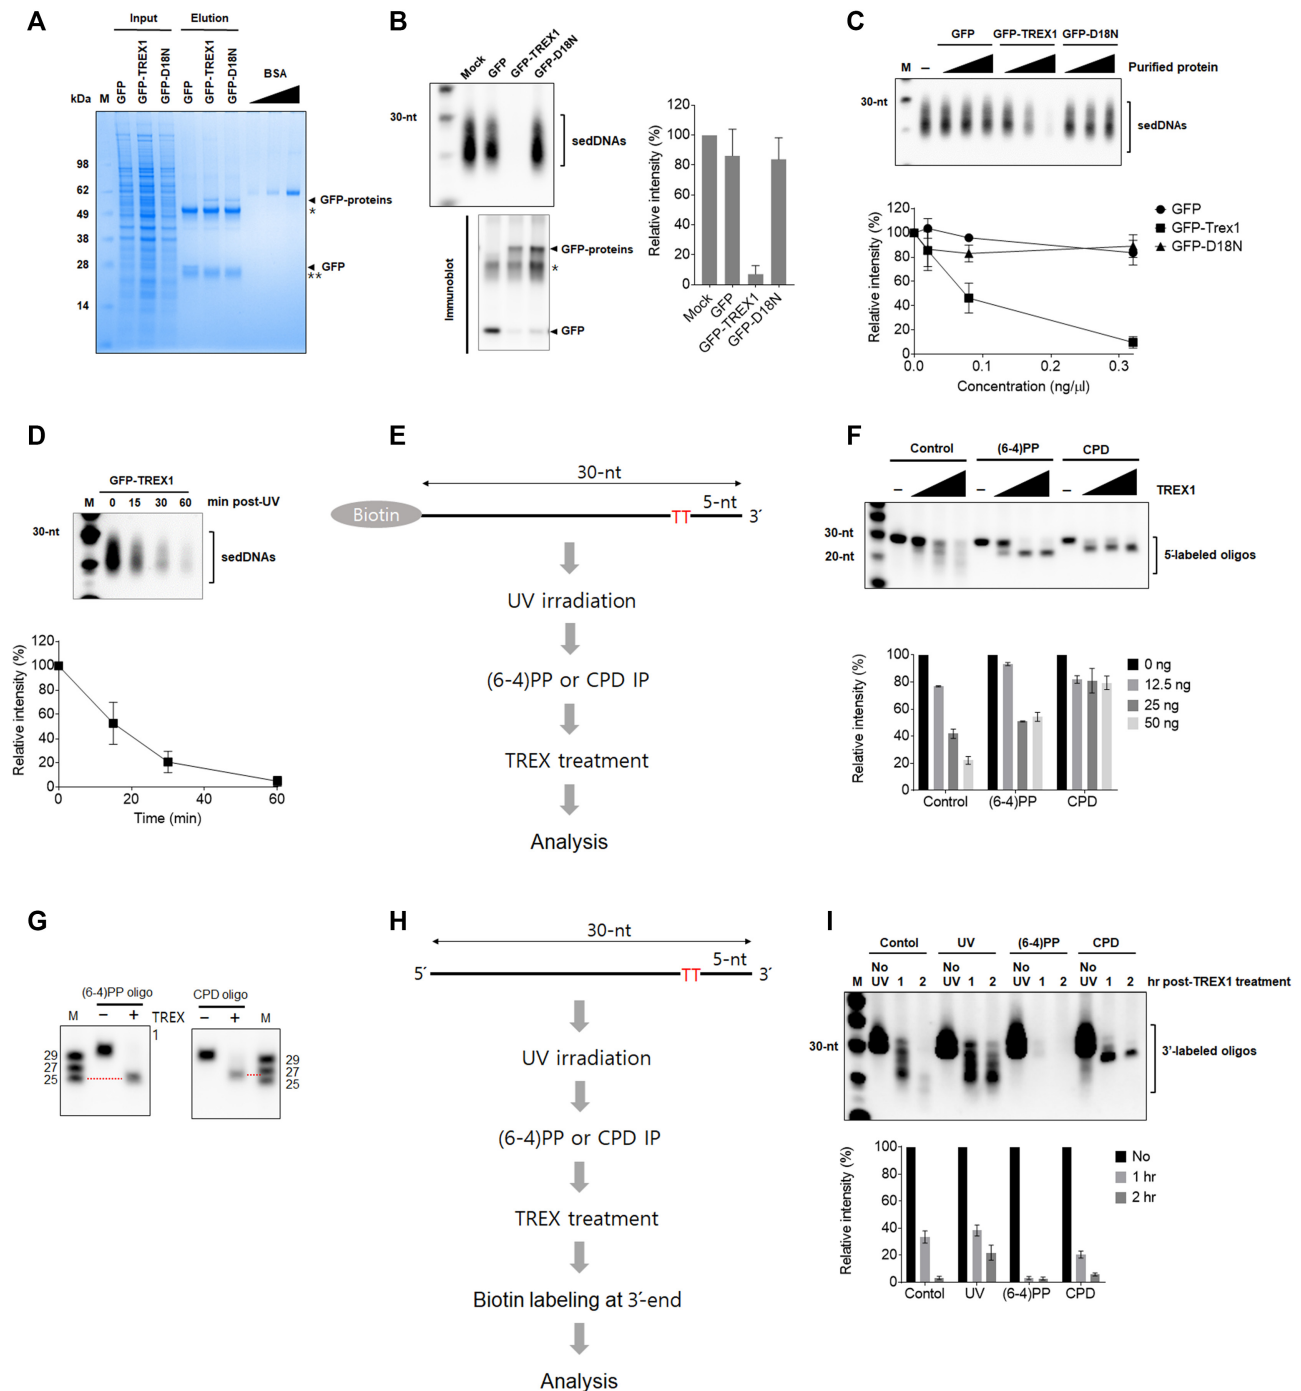 A
Input Elution
GFP GFP-TREX1 GFP-D18N GFP GFP-TREX1 GFP-D18N
BSA
kDa M
98
62
49
38
28
14
GFP-proteins
*
GFP
**
B
Mock GFP GFP-TREX1 GFP-D18N
30-nt
sedDNAs
Immunoblot
GFP-proteins
*
GFP
Relative intensity (%)
120
100
80
60
40
20
0
Mock GFP GFP-TREX1 GFP-D18N
C
GFP GFP-TREX1 GFP-D18N
M – Purified protein
30-nt
sedDNAs
Relative intensity (%)
120
100
80
60
40
20
0
0.0 0.1 0.2 0.3
Concentration (ng/μl)
GFP
GFP-Trex1
GFP-D18N
D
GFP-TREX1
M 0 15 30 60 min post-UV
30-nt
sedDNAs
Relative intensity (%)
120
100
80
60
40
20
0
0 20 40 60
Time (min)
E
30-nt
5-nt
Biotin TT 3´
UV irradiation
(6-4)PP or CPD IP
TREX treatment
Analysis
F
Control (6-4)PP CPD
– – – TREX1
30-nt
20-nt
5´-labeled oligos
Relative intensity (%)
100
80
60
40
20
0
Control (6-4)PP CPD
0 ng
12.5 ng
25 ng
50 ng
G
(6-4)PP oligo CPD oligo
M – + TREX1 – + M
29
27
25
29
27
25
H
30-nt
5-nt
5´ TT 3´
UV irradiation
(6-4)PP or CPD IP
TREX treatment
Biotin labeling at 3´-end
Analysis
I
Contol UV (6-4)PP CPD
M No UV 1 2 No UV 1 2 No UV 1 2 No UV 1 2 hr post-TREX1 treatment
30-nt
3'-labeled oligos
Relative intensity (%)
100
80
60
40
20
0
Contol UV (6-4)PP CPD
No
1 hr
2 hr